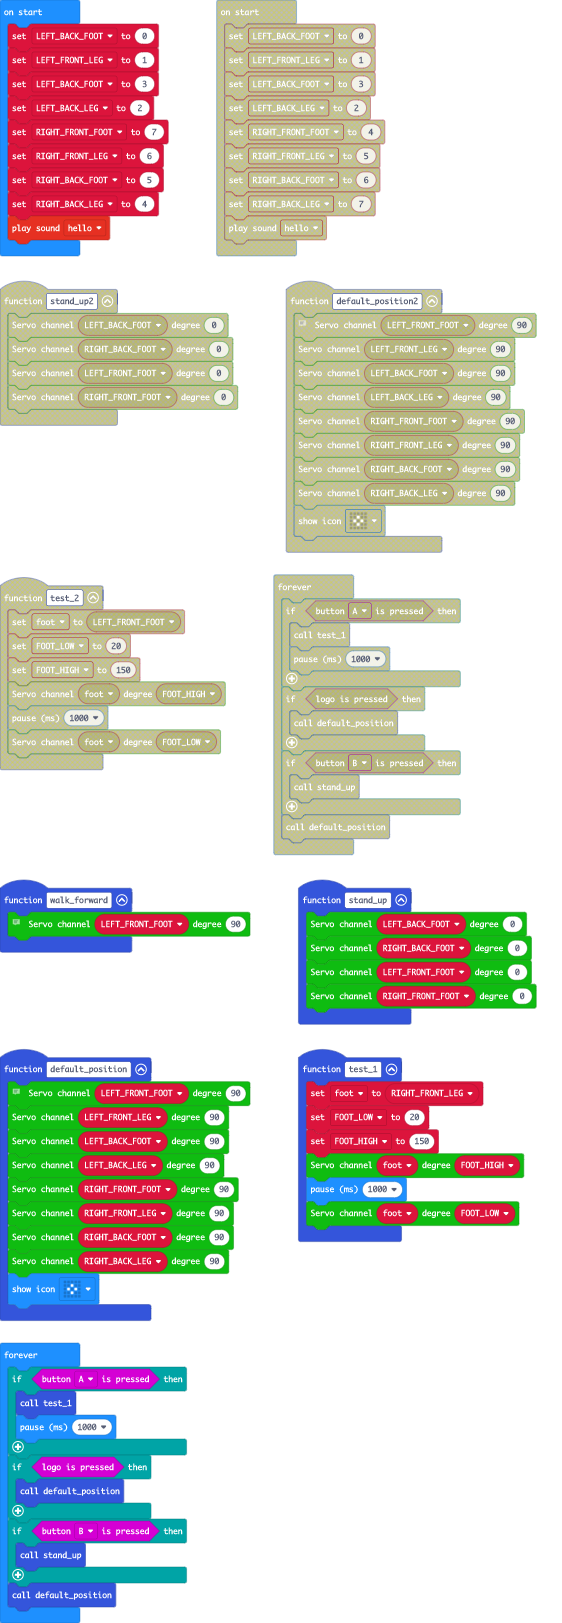 on start
set LEFT_BACK_FOOT to 0
set LEFT_FRONT_LEG to 1
set LEFT_BACK_FOOT to 3
set LEFT_BACK_LEG to 2
set RIGHT_FRONT_FOOT to 7
set RIGHT_FRONT_LEG to 6
set RIGHT_BACK_FOOT to 5
set RIGHT_BACK_LEG to 4
play sound hello
on start
set LEFT_BACK_FOOT to 0
set LEFT_FRONT_LEG to 1
set LEFT_BACK_FOOT to 3
set LEFT_BACK_LEG to 2
set RIGHT_FRONT_FOOT to 4
set RIGHT_FRONT_LEG to 5
set RIGHT_BACK_FOOT to 6
set RIGHT_BACK_LEG to 7
play sound hello
function stand_up2
Servo channel LEFT_BACK_FOOT degree 0
Servo channel RIGHT_BACK_FOOT degree 0
Servo channel LEFT_FRONT_FOOT degree 0
Servo channel RIGHT_FRONT_FOOT degree 0
function default_position2
Servo channel LEFT_FRONT_FOOT degree 90
Servo channel LEFT_FRONT_LEG degree 90
Servo channel LEFT_BACK_FOOT degree 90
Servo channel LEFT_BACK_LEG degree 90
Servo channel RIGHT_FRONT_FOOT degree 90
Servo channel RIGHT_FRONT_LEG degree 90
Servo channel RIGHT_BACK_FOOT degree 90
Servo channel RIGHT_BACK_LEG degree 90
show icon
function test_2
set foot to LEFT_FRONT_FOOT
set FOOT_LOW to 20
set FOOT_HIGH to 150
Servo channel foot degree FOOT_HIGH
pause (ms) 1000
Servo channel foot degree FOOT_LOW
forever
if button A is pressed then
call test_1
pause (ms) 1000
if logo is pressed then
call default_position
if button B is pressed then
call stand_up
call default_position
function walk_forward
Servo channel LEFT_FRONT_FOOT degree 90
function stand_up
Servo channel LEFT_BACK_FOOT degree 0
Servo channel RIGHT_BACK_FOOT degree 0
Servo channel LEFT_FRONT_FOOT degree 0
Servo channel RIGHT_FRONT_FOOT degree 0
function default_position
Servo channel LEFT_FRONT_FOOT degree 90
Servo channel LEFT_FRONT_LEG degree 90
Servo channel LEFT_BACK_FOOT degree 90
Servo channel LEFT_BACK_LEG degree 90
Servo channel RIGHT_FRONT_FOOT degree 90
Servo channel RIGHT_FRONT_LEG degree 90
Servo channel RIGHT_BACK_FOOT degree 90
Servo channel RIGHT_BACK_LEG degree 90
show icon
function test_1
set foot to RIGHT_FRONT_LEG
set FOOT_LOW to 20
set FOOT_HIGH to 150
Servo channel foot degree FOOT_HIGH
pause (ms) 1000
Servo channel foot degree FOOT_LOW
forever
if button A is pressed then
call test_1
pause (ms) 1000
if logo is pressed then
call default_position
if button B is pressed then
call stand_up
call default_position